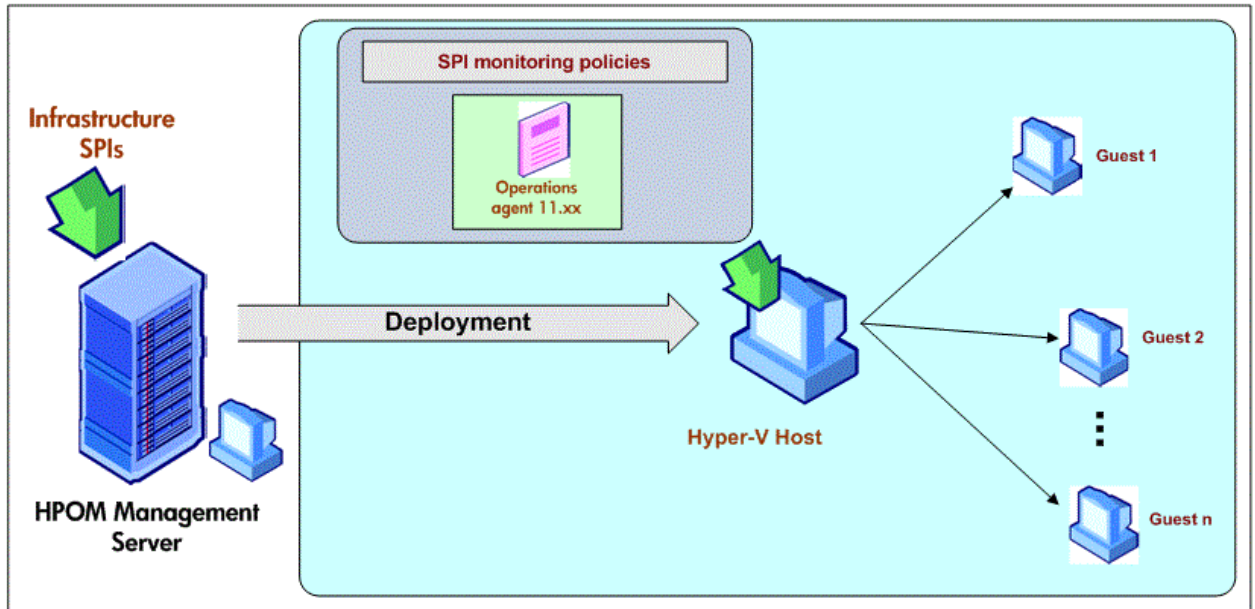 Infrastructure
SPIs
HPOM Management
Server
SPI monitoring policies
Operations
agent 11.xx
Deployment
Hyper-V Host
Guest 1
Guest 2
Guest n